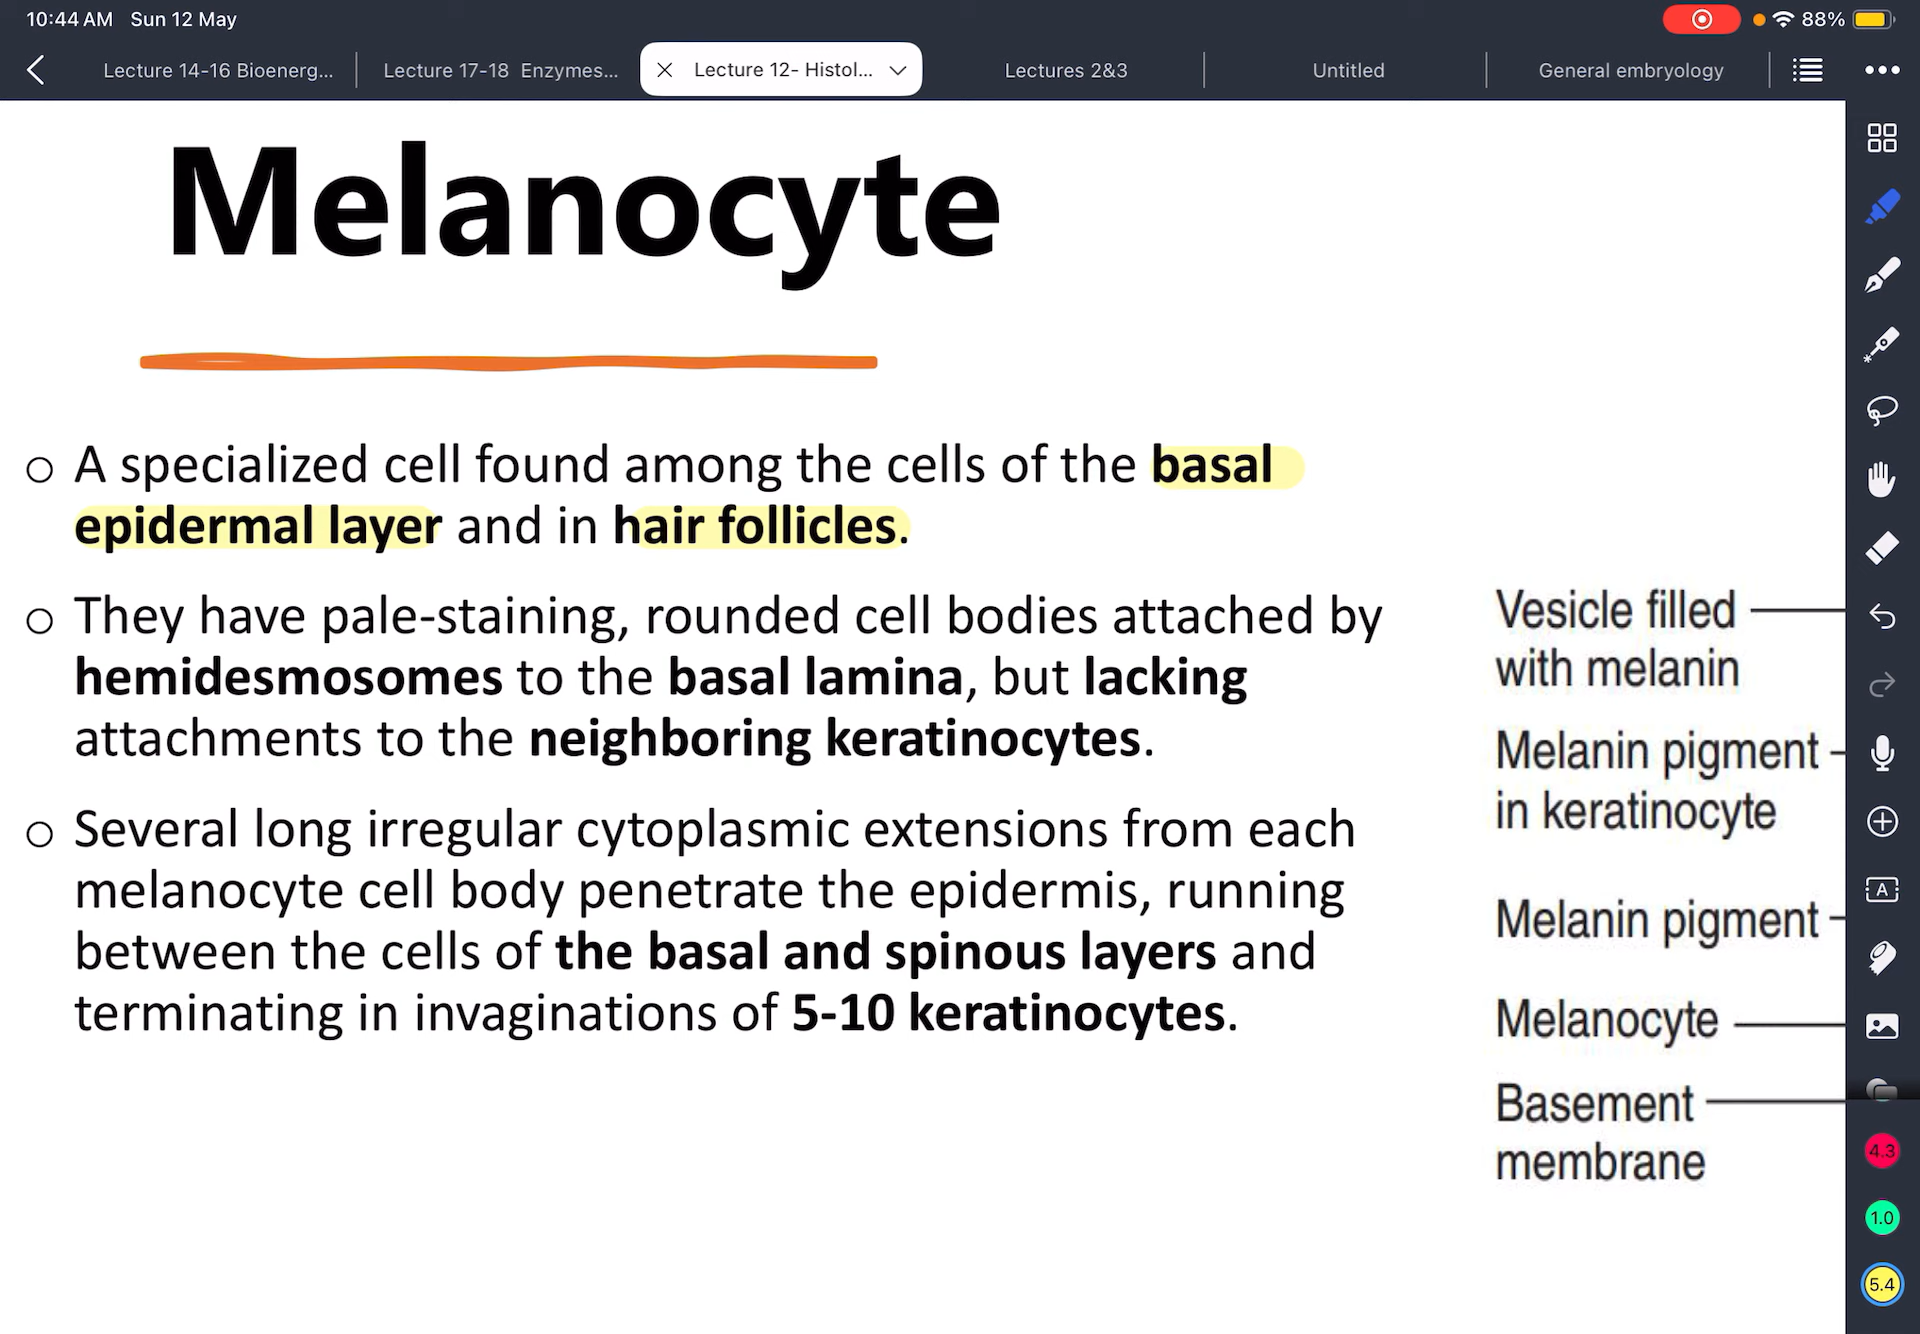 10:44 AM Sun 12 May
88%
Lecture 14-16 Bioenerg...
Lecture 17-18 Enzymes...
Lecture 12- Histol...
Lectures 2&3
Untitled
General embryology
Melanocyte
A specialized cell found among the cells of the basal
epidermal layer and in hair follicles.
They have pale-staining, rounded cell bodies attached by
hemidesmosomes to the basal lamina, but lacking
attachments to the neighboring keratinocytes.
Several long irregular cytoplasmic extensions from each
melanocyte cell body penetrate the epidermis, running
between the cells of the basal and spinous layers and
terminating in invaginations of 5-10 keratinocytes.
Vesicle filled
with melanin
Melanin pigment
in keratinocyte
Melanin pigment
Melanocyte
Basement
membrane
A
4.3
1.0
5.4